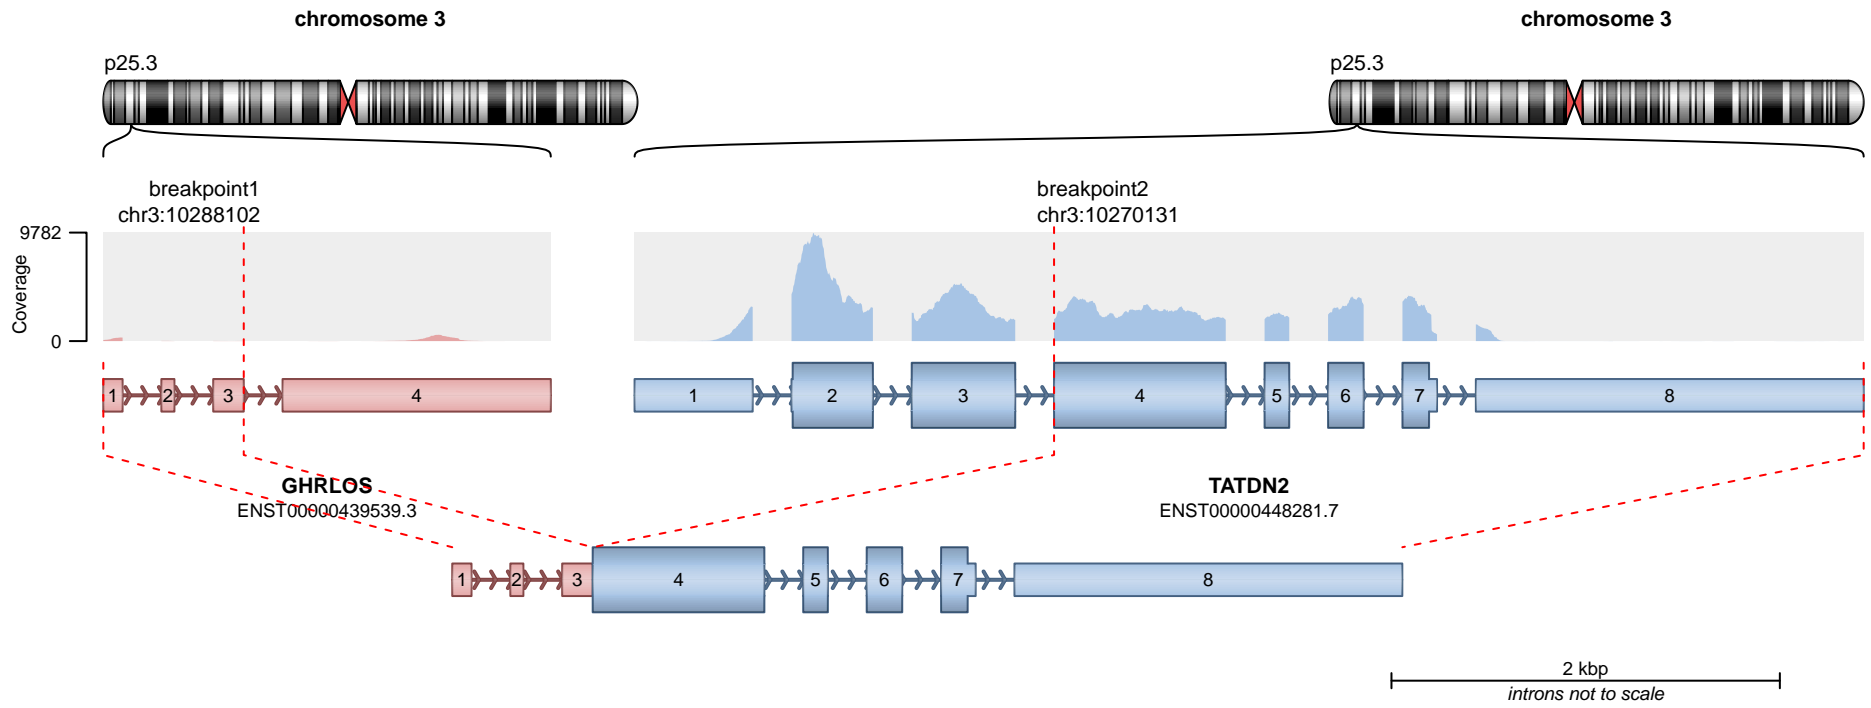 chromosome 3
chromosome 3
p25.3
p25.3
breakpoint1
chr3:10288102
breakpoint2
chr3:10270131
9782
Coverage
0
1 2 3 4
1 2 3 4 5 6 7 8
GHRLOS
ENST00000439539.3
TATDN2
ENST00000448281.7
1 2 3 4 5 6 7 8
2 kbp
introns not to scale